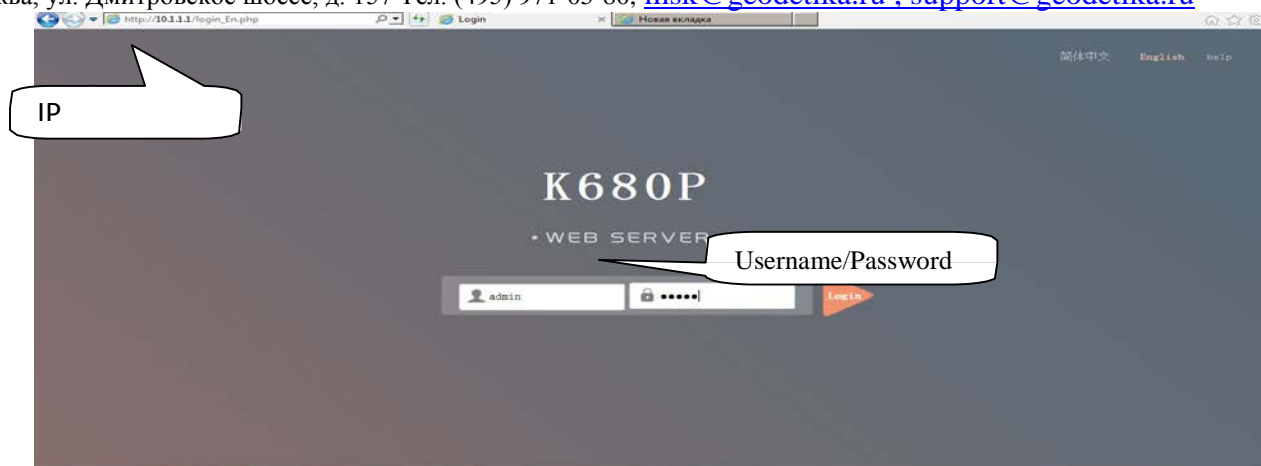 ква, ул. Дмитровское шоссе, д. 157 Тел. (495) 971-65-80, msk@geodetika.ru , support@geodetika.ru
http://10.1.1.1/login_En.php Login Новая вкладка
简体中文 English help
IP
K680P
• WEB SERVER
Username/Password
admin •••••
Login